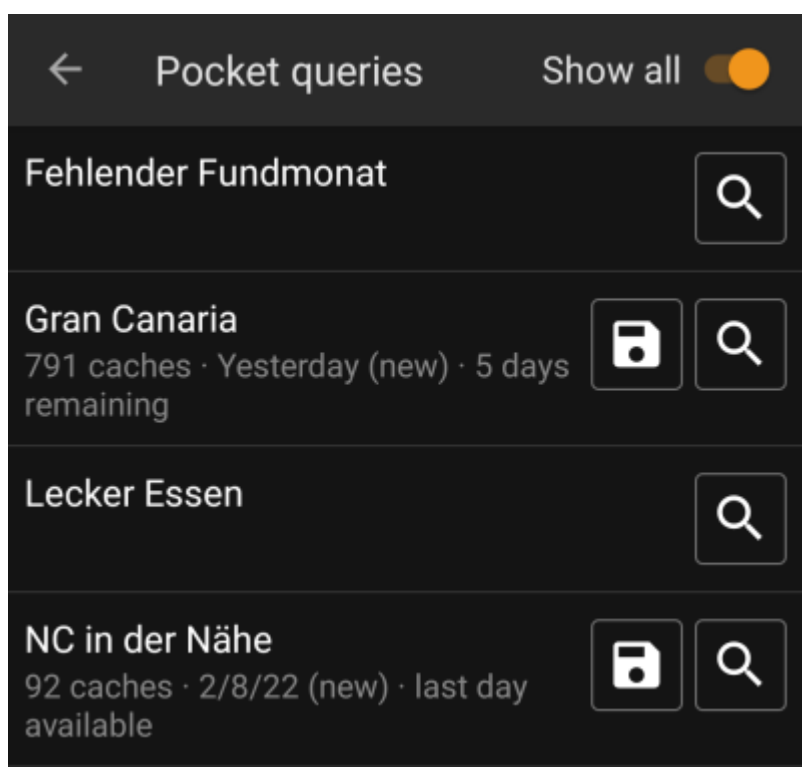 Pocket queries Show all
Fehlender Fundmonat
Gran Canaria
791 caches · Yesterday (new) · 5 days
remaining
Lecker Essen
NC in der Nähe
92 caches · 2/8/22 (new) · last day
available